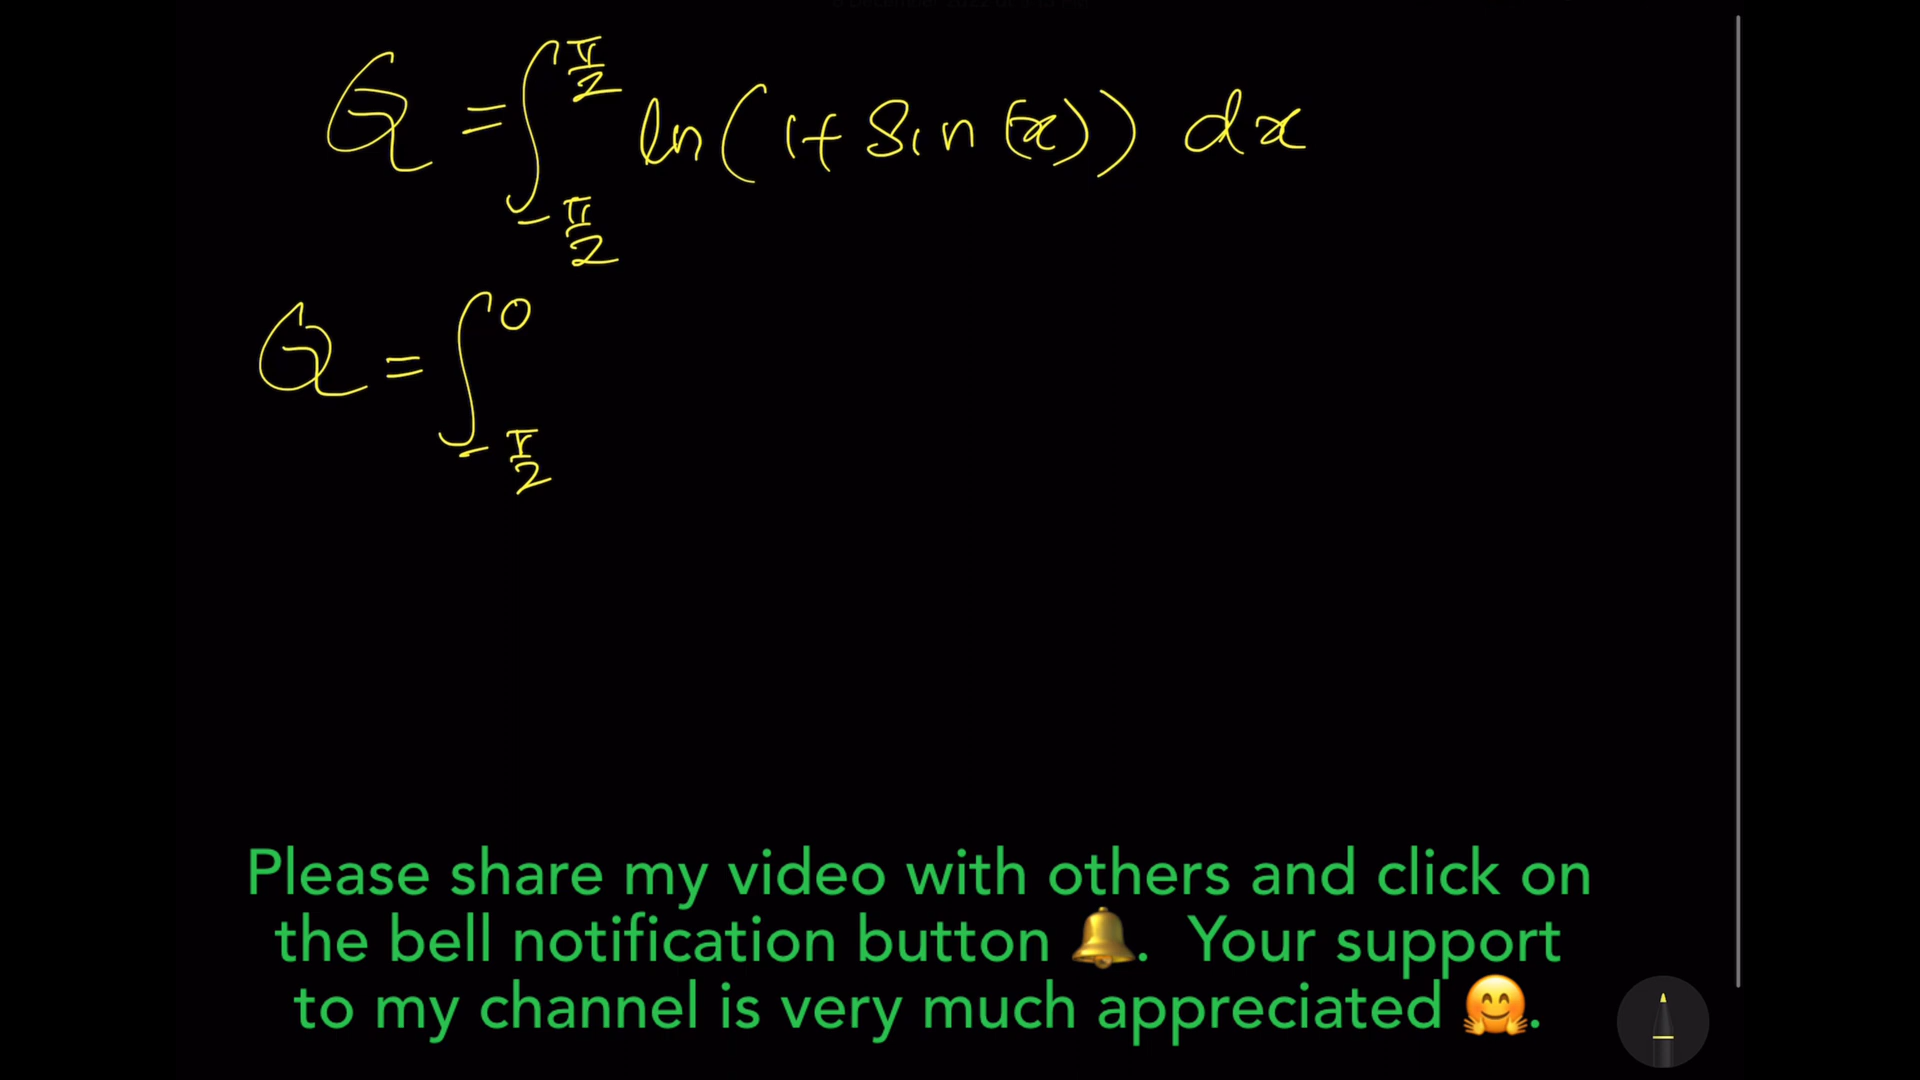 Q = ∫_{-π/2}^{π/2} ln(1+Sin(x)) dx
Q = ∫_{-π/2}^{0}
Please share my video with others and click on
the bell notification button 🔔. Your support
to my channel is very much appreciated 🤗.